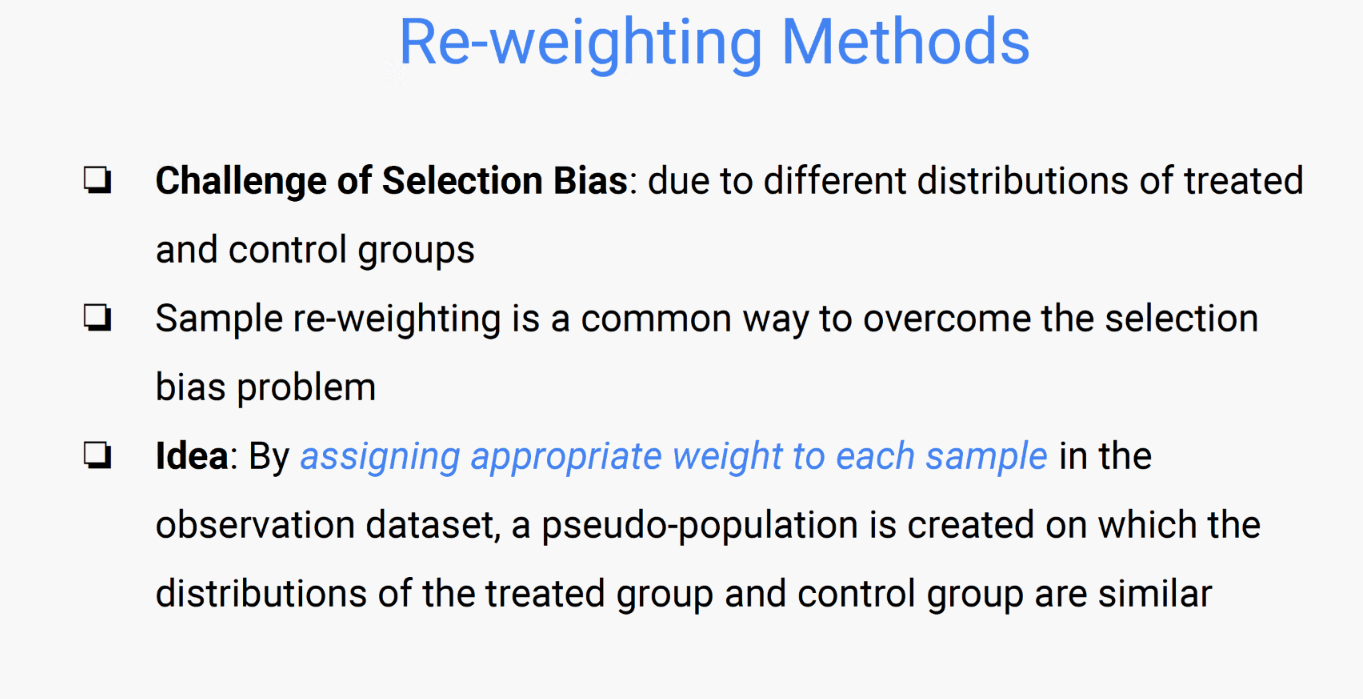 Re-weighting Methods
❏ Challenge of Selection Bias: due to different distributions of treated
and control groups
❏ Sample re-weighting is a common way to overcome the selection
bias problem
❏ Idea: By assigning appropriate weight to each sample in the
observation dataset, a pseudo-population is created on which the
distributions of the treated group and control group are similar